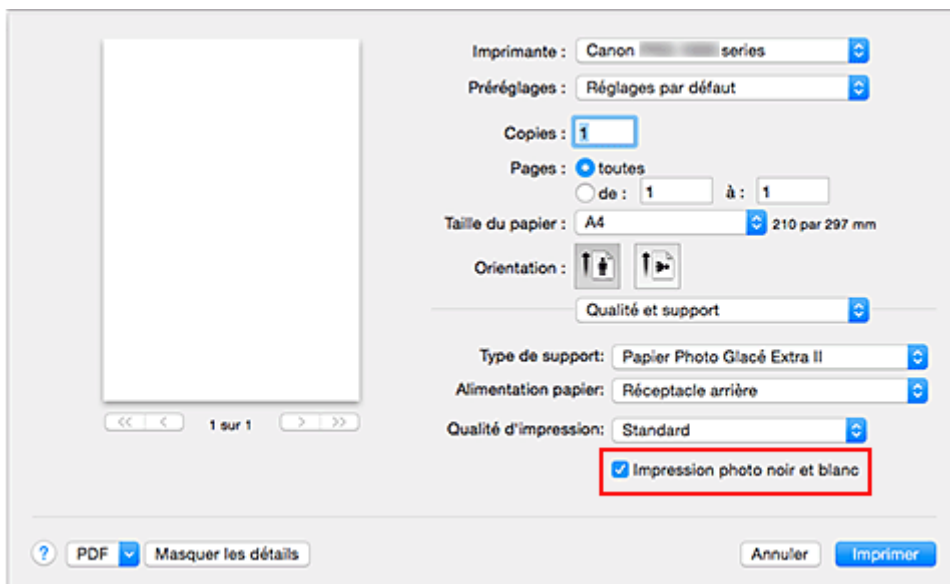 Imprimante : Canon series
Préréglages : Réglages par défaut
Copies : 1
Pages : toutes
de : 1 à : 1
Taille du papier : A4 210 par 297 mm
Orientation :
Qualité et support
Type de support: Papier Photo Glacé Extra II
Alimentation papier: Réceptacle arrière
<< < 1 sur 1 > >>
Qualité d'impression: Standard
Impression photo noir et blanc
? PDF Masquer les détails Annuler Imprimer